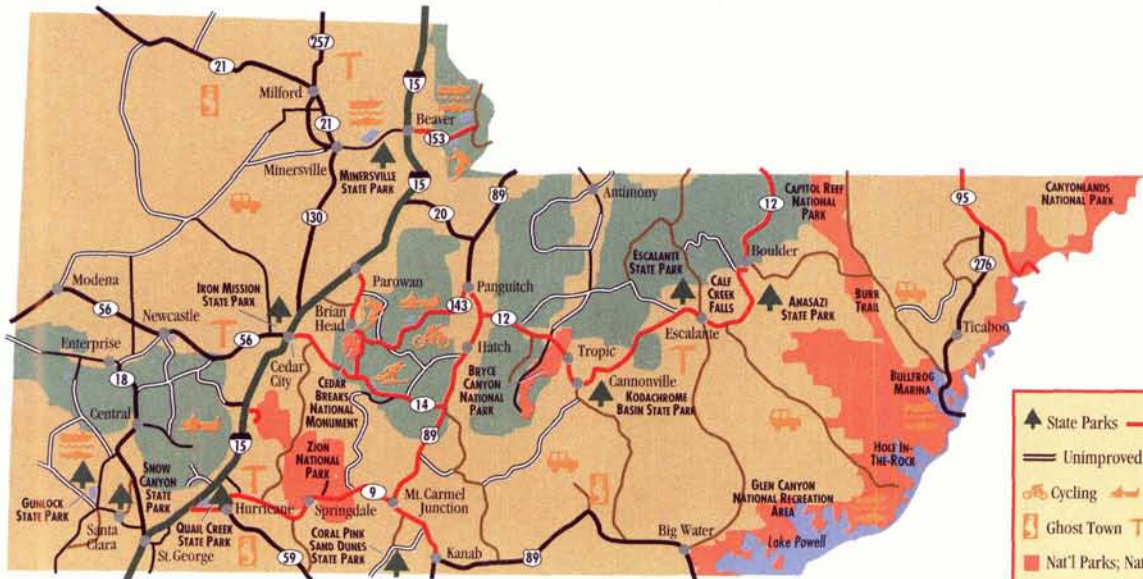 257
21
15
Milford
Beaver
21
153
Minersville
MINERSVILLE
STATE PARK
15
130
20
89
Antimony
12
CAPITOL REEF
NATIONAL
PARK
95
CANYONLANDS
NATIONAL PARK
276
Modena
56
IRON MISSION
STATE PARK
Parowan
Panguitch
ESCALANTE
STATE PARK
Boulder
CALF
CREEK
FALLS
ANASAZI
STATE PARK
BURR
TRAIL
Newcastle
Brian
Head
143
12
Escalante
Ticaboo
Enterprise
56
Hatch
Tropic
18
Cedar
City
CEDAR
BREAKS
NATIONAL
MONUMENT
BRYCE
CANYON
NATIONAL
PARK
Cannonville
KODACHROME
BASIN STATE PARK
BULLFROG
MARINA
Central
14
15
89
ZION
NATIONAL
PARK
HOLE IN-
THE-ROCK
SNOW
CANYON
STATE
PARK
GUNLOCK
STATE PARK
9
Mt. Carmel
Junction
GLEN CANYON
NATIONAL RECREATION
AREA
Santa
Clara
QUAIL CREEK
STATE PARK
Hurricane
Springdale
CORAL PINK
SAND DUNES
STATE PARK
Big Water
Lake Powell
St. George
59
Kanab
89
State Parks
Unimproved
Cycling
Ghost Town
Nat'l Parks; Nat